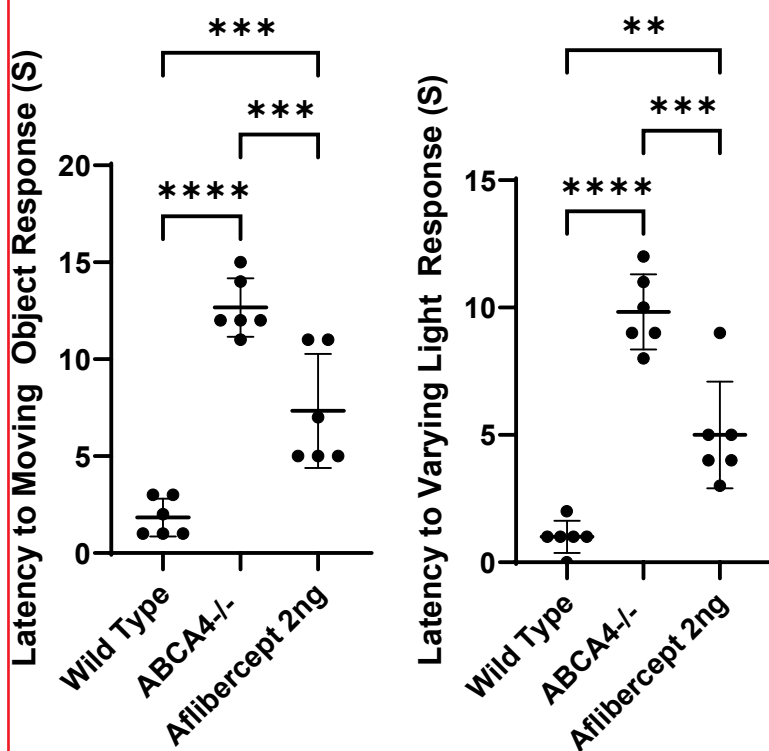 Latency to Moving Object Response (S)
***
***
****
20
15
10
5
0
Wild Type
ABCA4-/-
Aflibercept 2ng
Latency to Varying Light Response (S)
**
***
****
15
10
5
0
Wild Type
ABCA4-/-
Aflibercept 2ng